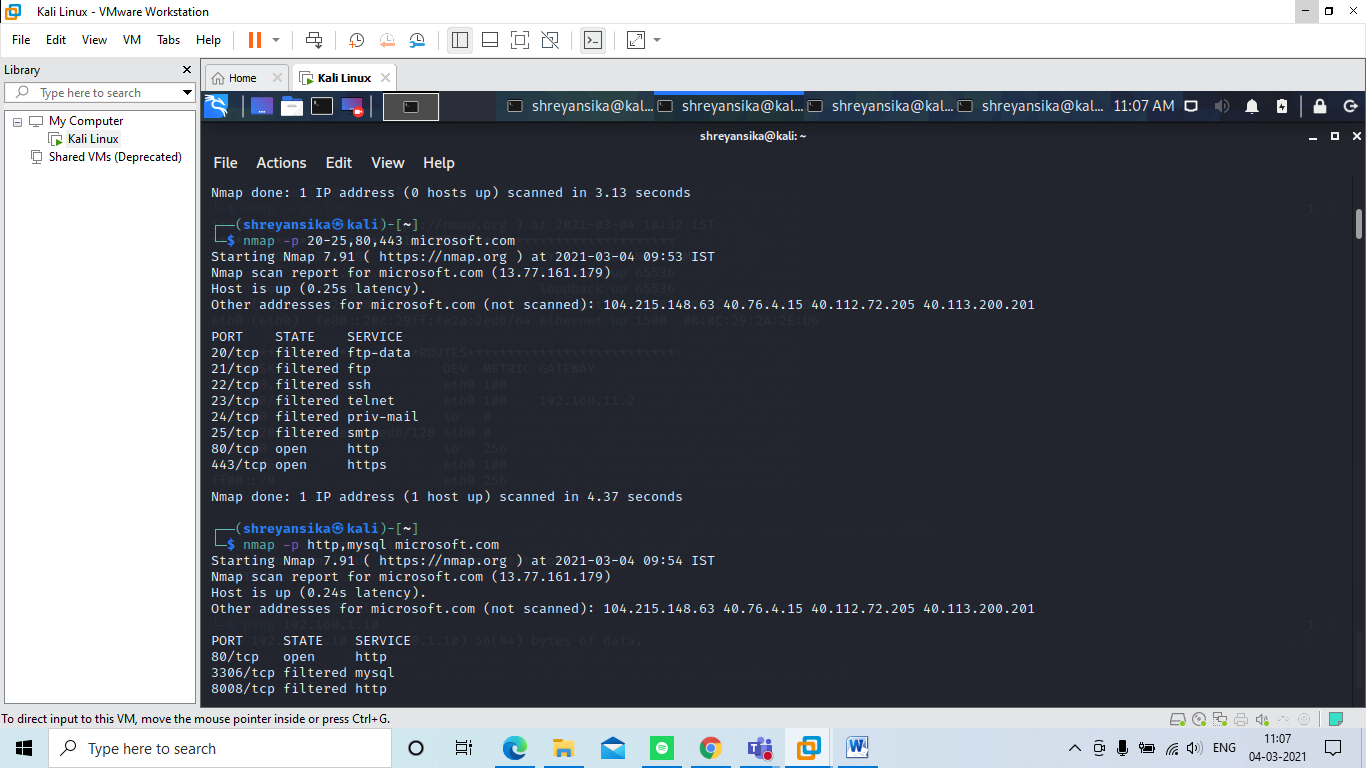 Kali Linux - VMware Workstation
File Edit View VM Tabs Help
Library
Type here to search
My Computer
Kali Linux
Shared VMs (Deprecated)
Home
Kali Linux
shreyansika@kal...
shreyansika@kal...
shreyansika@kal...
shreyansika@kal...
11:07 AM
shreyansika@kali: ~
File Actions Edit View Help
Nmap done: 1 IP address (0 hosts up) scanned in 3.13 seconds
┌──(shreyansika㉿kali)-[~]
└─$ nmap -p 20-25,80,443 microsoft.com
Starting Nmap 7.91 ( https://nmap.org ) at 2021-03-04 09:53 IST
Nmap scan report for microsoft.com (13.77.161.179)
Host is up (0.25s latency).
Other addresses for microsoft.com (not scanned): 104.215.148.63 40.76.4.15 40.112.72.205 40.113.200.201
PORT STATE SERVICE
20/tcp filtered ftp-data
21/tcp filtered ftp
22/tcp filtered ssh
23/tcp filtered telnet
24/tcp filtered priv-mail
25/tcp filtered smtp
80/tcp open http
443/tcp open https
Nmap done: 1 IP address (1 host up) scanned in 4.37 seconds
┌──(shreyansika㉿kali)-[~]
└─$ nmap -p http,mysql microsoft.com
Starting Nmap 7.91 ( https://nmap.org ) at 2021-03-04 09:54 IST
Nmap scan report for microsoft.com (13.77.161.179)
Host is up (0.24s latency).
Other addresses for microsoft.com (not scanned): 104.215.148.63 40.76.4.15 40.112.72.205 40.113.200.201
PORT STATE SERVICE
80/tcp open http
3306/tcp filtered mysql
8008/tcp filtered http
To direct input to this VM, move the mouse pointer inside or press Ctrl+G.
Type here to search
ENG
11:07
04-03-2021